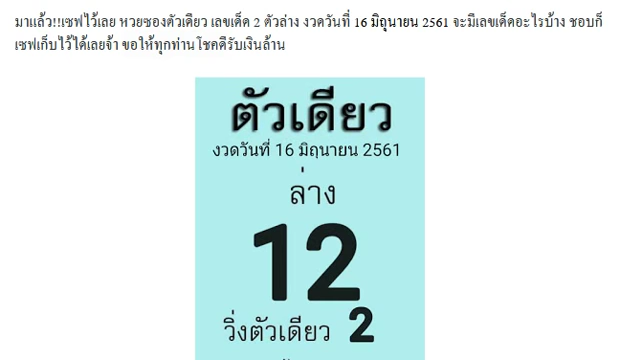 มาแล้ว!!เซฟไว้เลย หวยซองตัวเดียว เลขเด็ด 2 ตัวล่าง งวดวันที่ 16 มิถุนายน 2561 จะมีเลขเด็ดอะไรบ้าง ชอบก็
เซฟเก็บไว้ได้เลยจ้า ขอให้ทุกท่าน โชคดีรับเงินล้าน
ตัวเดียว
งวดวันที่ 16 มิถุนายน 2561
ล่าง
12
วิ่งตัวเดียว 2